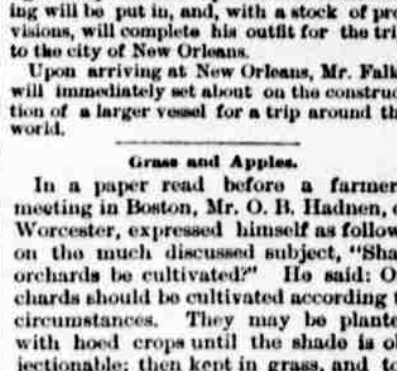 ing will be put in, and, with a stock of pro
visions, will complete his outfit for the tri
to the city of New Orleans.
Upon arriving at New Orleans, Mr. Falk
will immediately set about on the construc
tion of a larger vessel for a trip around th
world.
Grass and Apples.
In a paper read before a farmer
meeting in Boston, Mr. O. B. Hadnen, o
Worcester, expressed himself as follow
on the much discussed subject, "Sha
orchards be cultivated?" He said: O
chards should be cultivated according t
circumstances. They may be plante
with hoed crops until the shade is ob
jectionable; then kept in grass, and to